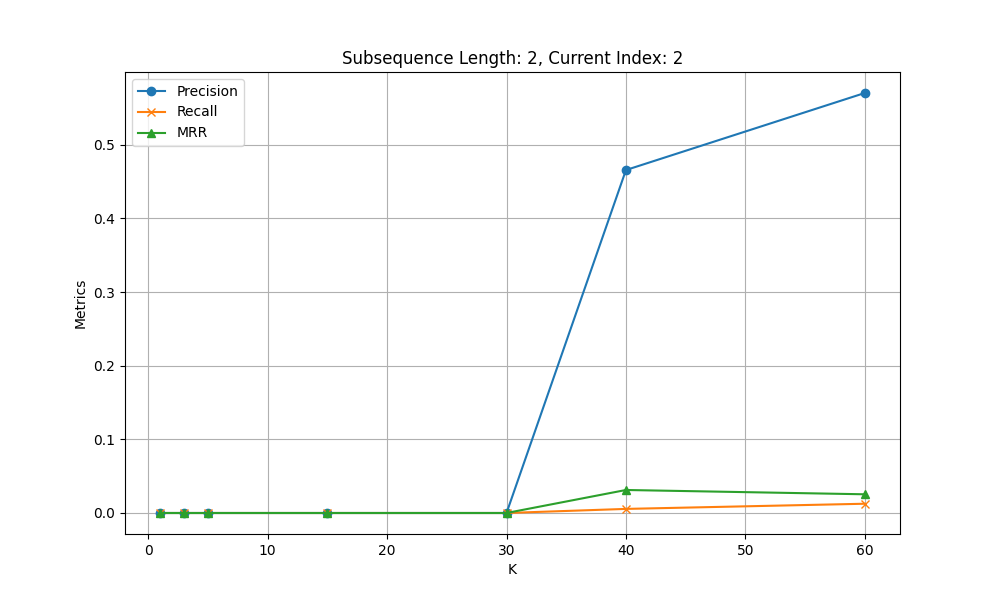 Subsequence Length: 2, Current Index: 2
Precision
Recall
MRR
Metrics
0.5
0.4
0.3
0.2
0.1
0.0
0 10 20 30 40 50 60
K